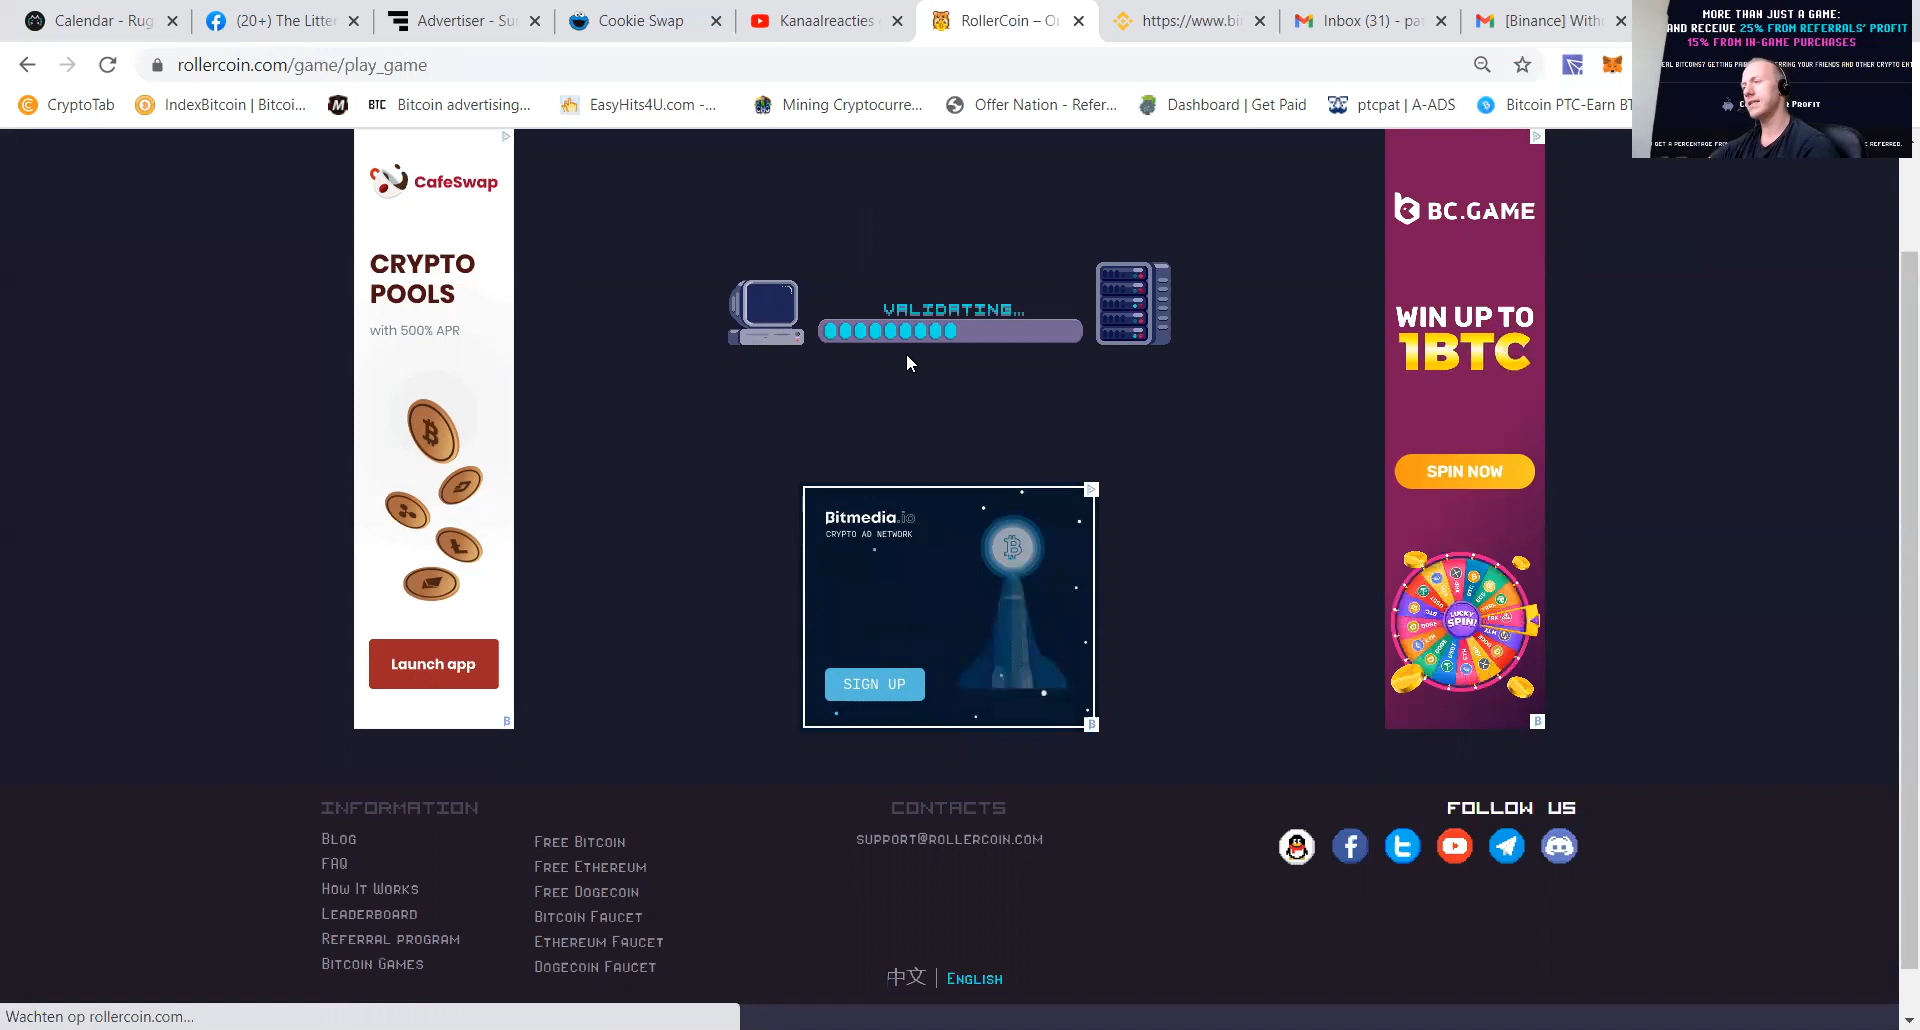 Calendar - Rug
(20+) The Litter
Advertiser - Su
Cookie Swap
Kanaalreacties
RollerCoin – O
https://www.bi
Inbox (31) - pa
[Binance] With
rollercoin.com/game/play_game
CryptoTab
IndexBitcoin | Bitcoi...
BTC Bitcoin advertising...
EasyHits4U.com -...
Mining Cryptocurre...
Offer Nation - Refer...
Dashboard | Get Paid
ptcpat | A-ADS
Bitcoin PTC-Earn BT
MORE THAN JUST A GAME:
AND RECEIVE 25% FROM REFERRALS' PROFIT
15% FROM IN-GAME PURCHASES
PROFIT
CafeSwap
CRYPTO
POOLS
with 500% APR
Launch app
VALIDATING...
Bitmedia.io
CRYPTO AD NETWORK
SIGN UP
BC.GAME
WIN UP TO
1BTC
SPIN NOW
LUCKY
SPIN!
INFORMATION
Blog
FAQ
How It Works
Leaderboard
Referral program
Bitcoin Games
Free Bitcoin
Free Ethereum
Free Dogecoin
Bitcoin Faucet
Ethereum Faucet
Dogecoin Faucet
CONTACTS
support@rollercoin.com
中文 | English
FOLLOW US
Wachten op rollercoin.com...